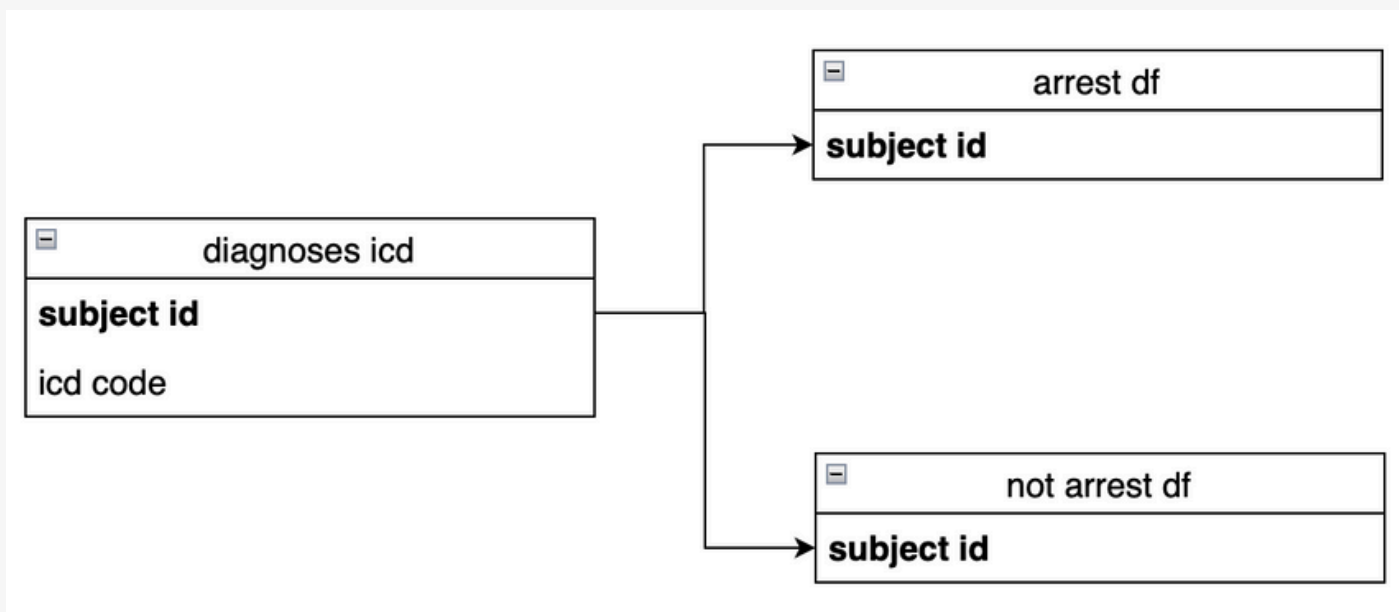 diagnoses icd
subject id
icd code
arrest df
subject id
not arrest df
subject id